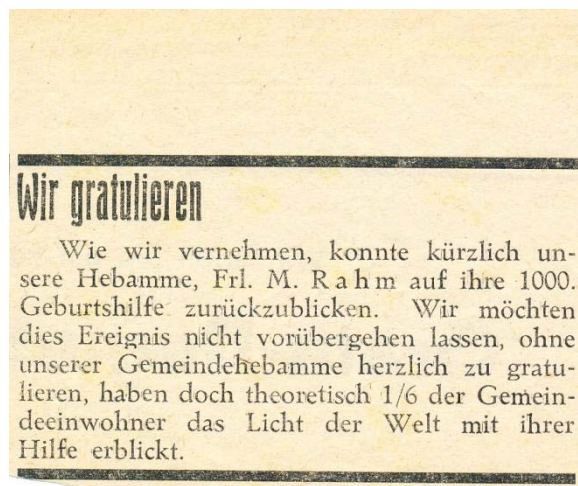 Wir gratulieren
Wie wir vernehmen, konnte kürzlich un-
sere Hebamme, Frl. M. Rahm auf ihre 1000.
Geburtshilfe zurückzublicken. Wir möchten
dies Ereignis nicht vorübergehen lassen, ohne
unserer Gemeindehebamme herzlich zu gratu-
lieren, haben doch theoretisch 1/6 der Gemein-
deeinwohner das Licht der Welt mit ihrer
Hilfe erblickt.